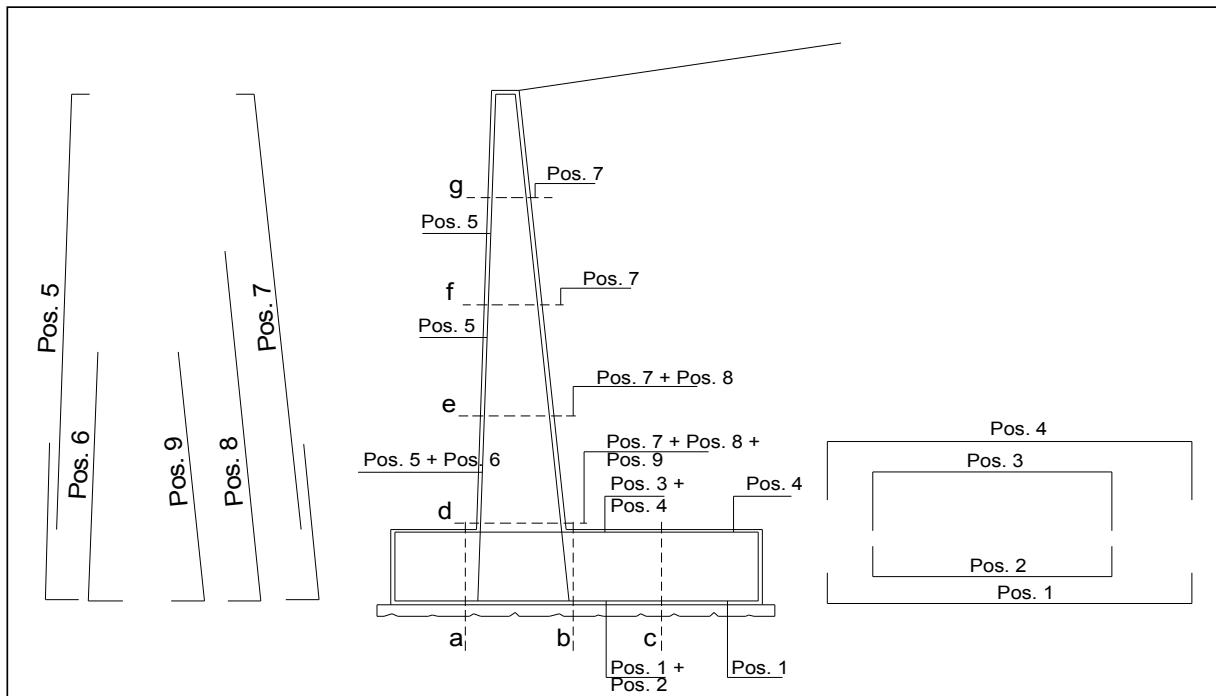 Pos. 5
Pos. 6
Pos. 9
Pos. 8
Pos. 7
g
Pos. 7
Pos. 5
f
Pos. 7
Pos. 5
e
Pos. 7 + Pos. 8
Pos. 5 + Pos. 6
Pos. 7 + Pos. 8 +
Pos. 9
d
Pos. 3 +
Pos. 4
Pos. 4
a
b
c
Pos. 1 +
Pos. 2
Pos. 1
Pos. 4
Pos. 3
Pos. 2
Pos. 1